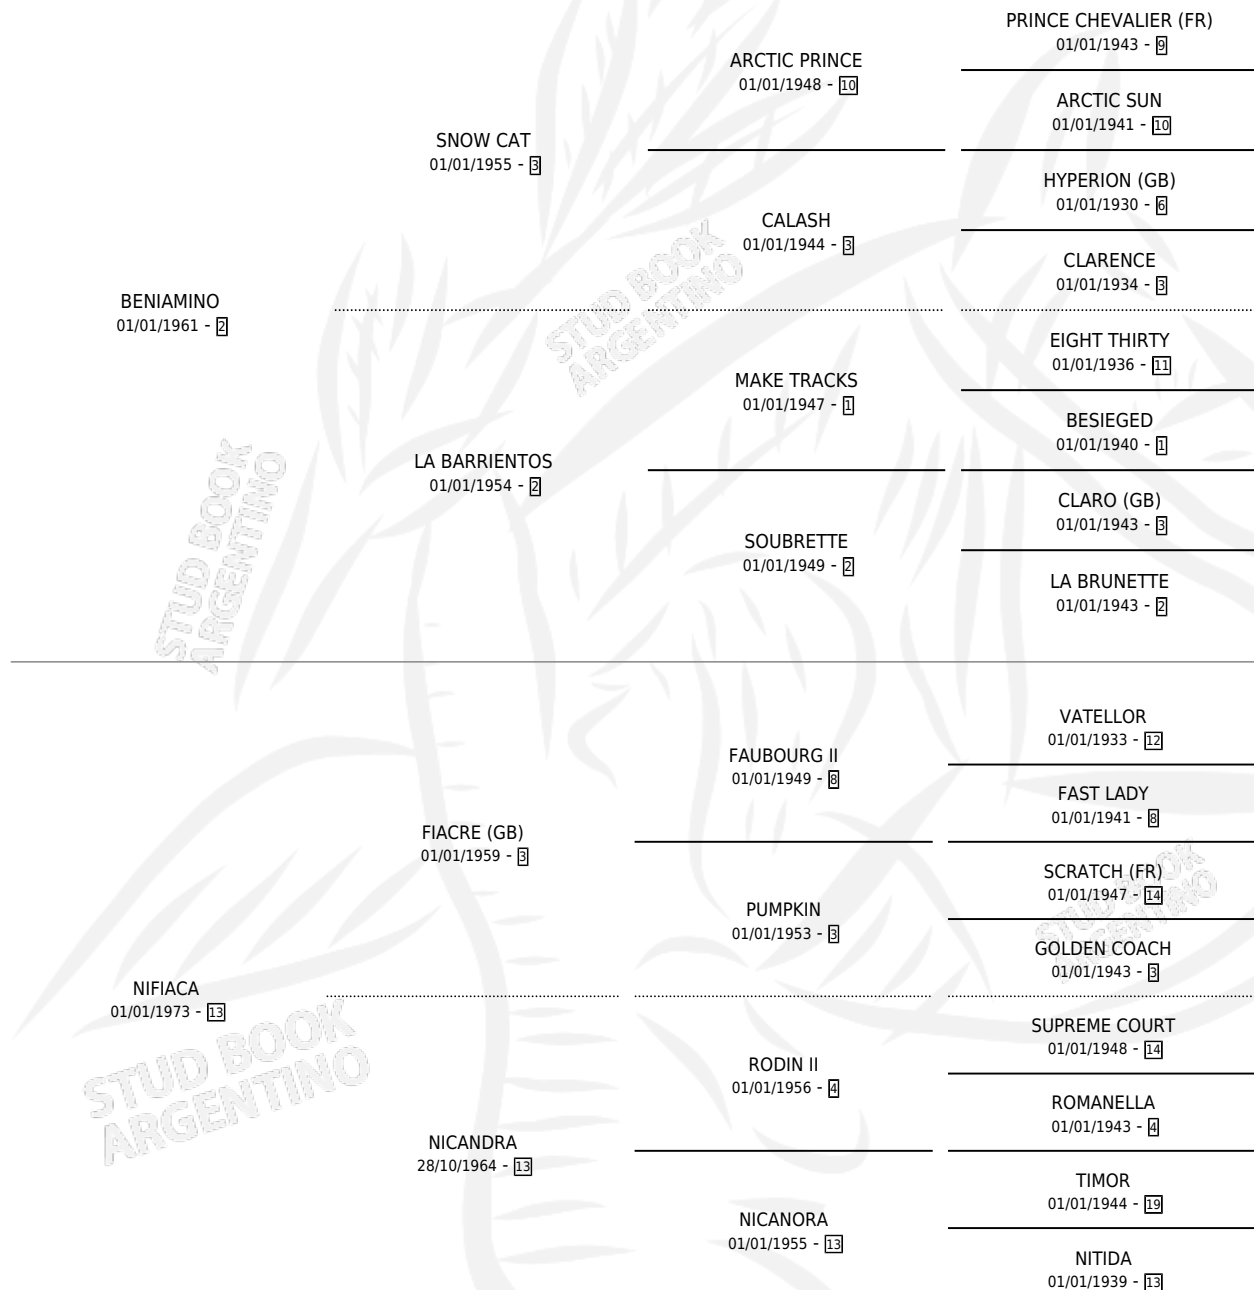 PRINCE CHEVALIER (FR)
01/01/1943 - 9
ARCTIC PRINCE
01/01/1948 - 10
ARCTIC SUN
01/01/1941 - 10
SNOW CAT
01/01/1955 - 3
HYPERION (GB)
01/01/1930 - 6
CALASH
01/01/1944 - 3
CLARENCE
01/01/1934 - 3
BENIAMINO
01/01/1961 - 2
EIGHT THIRTY
01/01/1936 - 11
MAKE TRACKS
01/01/1947 - 1
BESIEGED
01/01/1940 - 1
LA BARRIENTOS
01/01/1954 - 2
CLARO (GB)
01/01/1943 - 3
SOUBRETTE
01/01/1949 - 2
LA BRUNETTE
01/01/1943 - 2
VATELLOR
01/01/1933 - 12
FAUBOURG II
01/01/1949 - 8
FAST LADY
01/01/1941 - 8
FIACRE (GB)
01/01/1959 - 3
SCRATCH (FR)
01/01/1947 - 14
PUMPKIN
01/01/1953 - 3
GOLDEN COACH
01/01/1943 - 3
NIFIACA
01/01/1973 - 13
SUPREME COURT
01/01/1948 - 14
RODIN II
01/01/1956 - 4
ROMANELLA
01/01/1943 - 4
NICANDRA
28/10/1964 - 13
TIMOR
01/01/1944 - 19
NICANORA
01/01/1955 - 13
NITIDA
01/01/1939 - 13
STUD BOOK
ARGENTINO
STUD BOOK
ARGENTINO
STUD BOOK
ARGENTINO
STUD BOOK
ARGENTINO